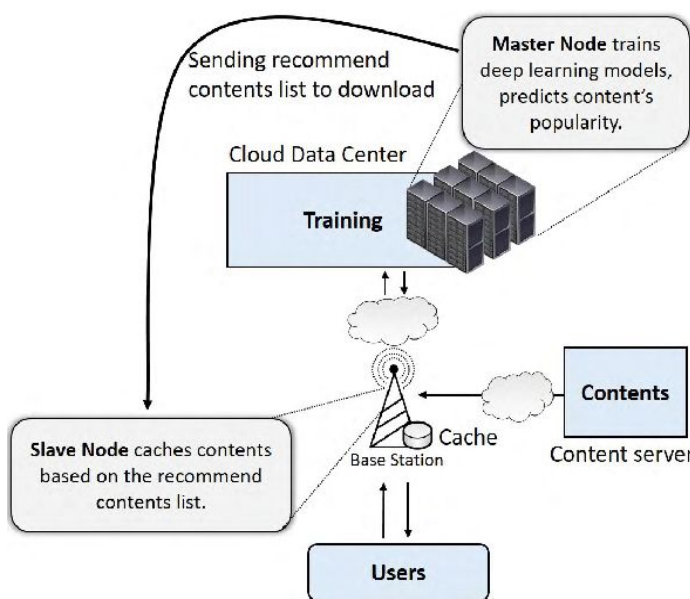 Sending recommend
contents list to download
Master Node trains
deep learning models,
predicts content's
popularity.
Cloud Data Center
Training
Contents
Content server
Cache
Base Station
Slave Node caches contents
based on the recommend
contents list.
Users